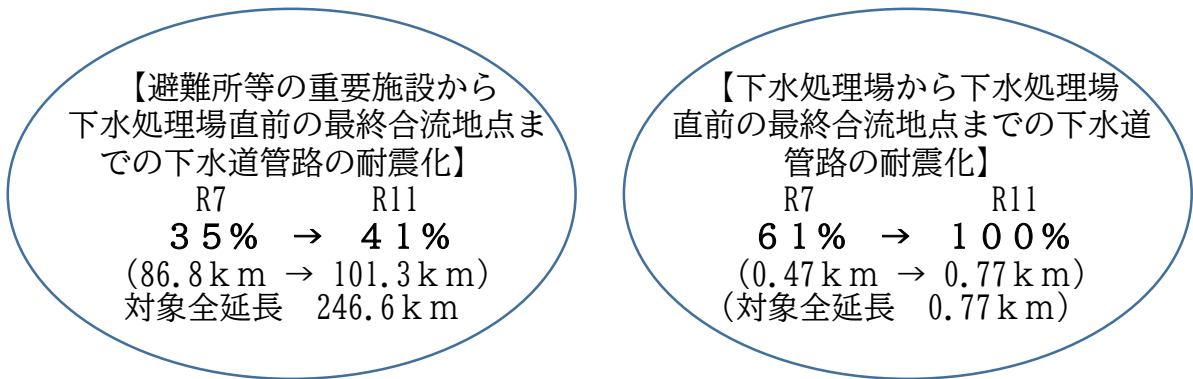 【避難所等の重要施設から
下水処理場直前の最終合流地点ま
での下水道管路の耐震化】
R7 R11
３５％ → ４１％
(86.8ｋｍ → 101.3ｋｍ)
対象全延長 246.6ｋｍ
【下水処理場から下水処理場
直前の最終合流地点までの下水道
管路の耐震化】
R7 R11
６１％ → １００％
(0.47ｋｍ → 0.77ｋｍ)
(対象全延長 0.77ｋｍ)